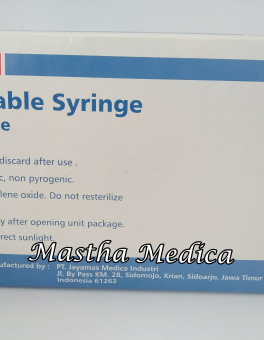 able Syringe
e
discard after use .
c, non pyrogenic.
lene oxide. Do not resterilize
y after opening unit package.
rect sunlight
Mastha Medica
ufactured by : PT. Jayamas Medica Industri
Jl. By Pass KM. 28, Sidomojo, Krian, Sidoarjo, Jawa Timur
Indonesia 61262